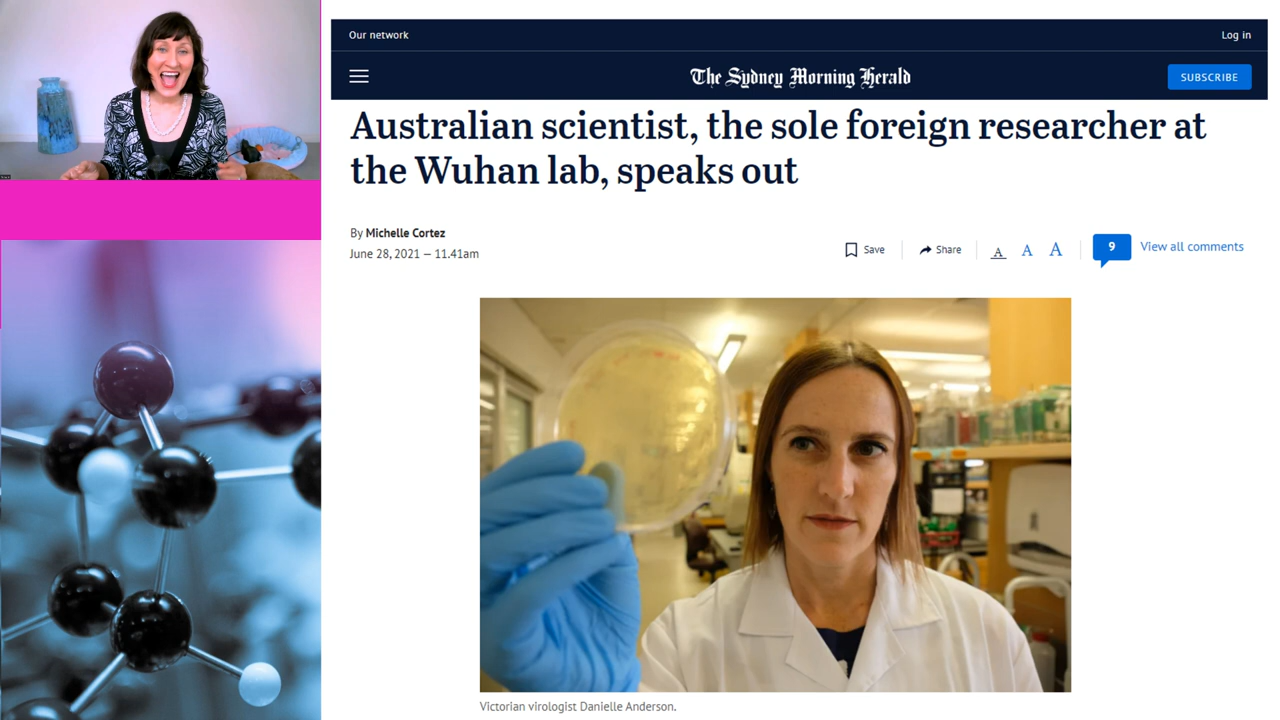 Our network
Log in
The Sydney Morning Herald
SUBSCRIBE
Australian scientist, the sole foreign researcher at
the Wuhan lab, speaks out
By Michelle Cortez
June 28, 2021 – 11.41am
Save
Share
A
A
A
9
View all comments
Victorian virologist Danielle Anderson.